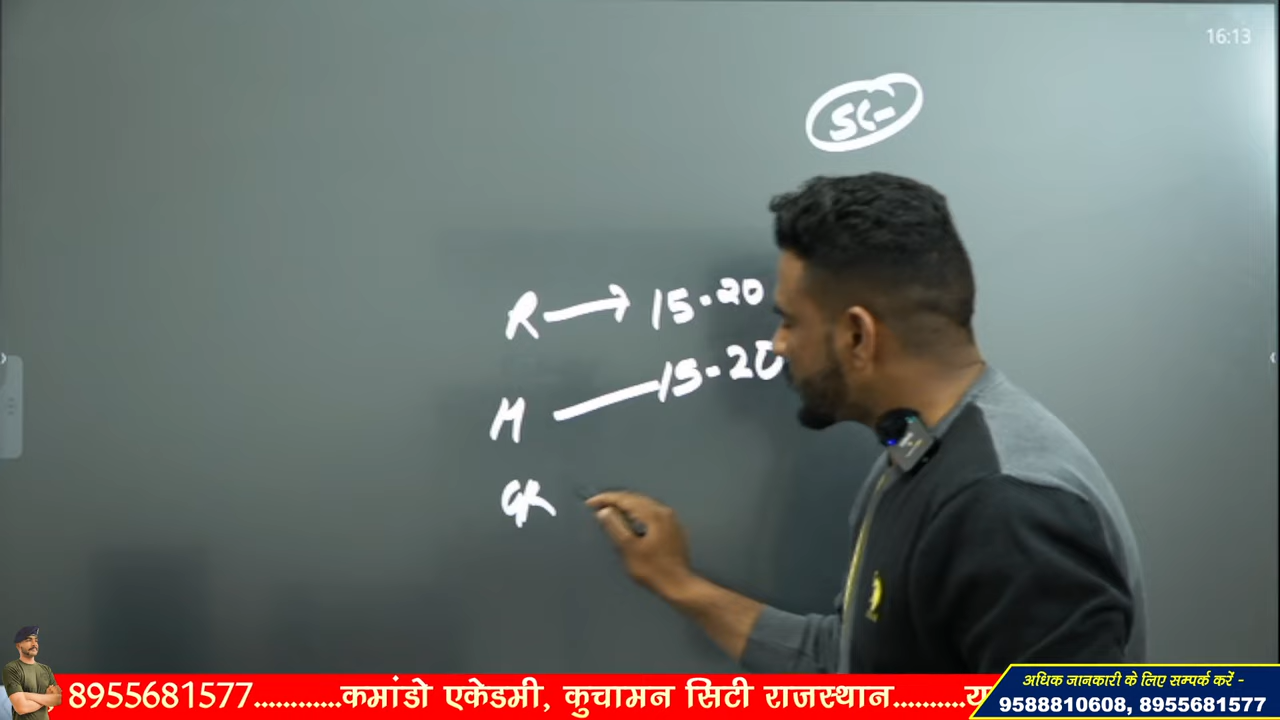 16:13
R → 15-20
H — 15-20
GK
8955681577.............कमांडो एकेडमी, कुचामन सिटी राजस्थान..........
अधिक जानकारी के लिए सम्पर्क करें -
9588810608, 8955681577